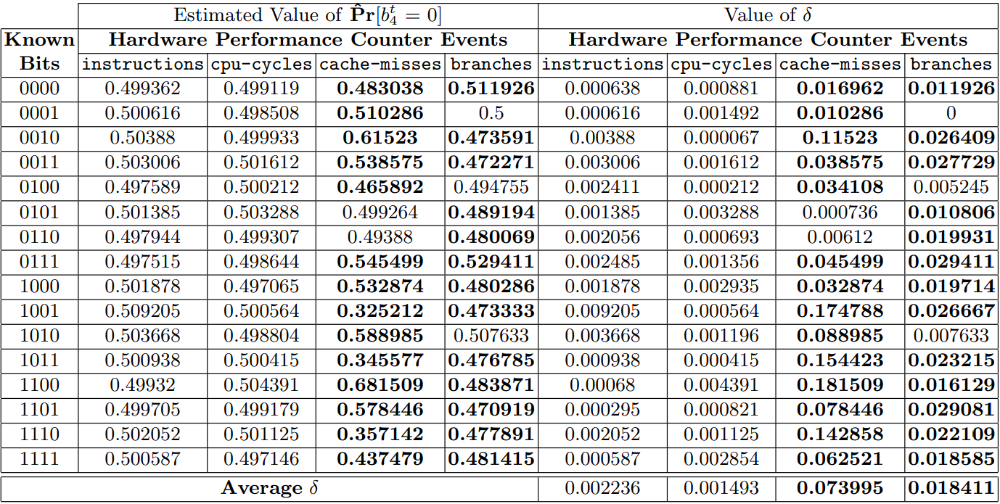 Estimated Value of P̂r[b₄ᵗ = 0] Value of δ
Known Hardware Performance Counter Events Hardware Performance Counter Events
Bits instructions cpu-cycles cache-misses branches instructions cpu-cycles cache-misses branches
0000 0.499362 0.499119 0.483038 0.511926 0.000638 0.000881 0.016962 0.011926
0001 0.500616 0.498508 0.510286 0.5 0.000616 0.001492 0.010286 0
0010 0.50388 0.499933 0.61523 0.473591 0.00388 0.000067 0.11523 0.026409
0011 0.503006 0.501612 0.538575 0.472271 0.003006 0.001612 0.038575 0.027729
0100 0.497589 0.500212 0.465892 0.494755 0.002411 0.000212 0.034108 0.005245
0101 0.501385 0.503288 0.499264 0.489194 0.001385 0.003288 0.000736 0.010806
0110 0.497944 0.499307 0.49388 0.480069 0.002056 0.000693 0.00612 0.019931
0111 0.497515 0.498644 0.545499 0.529411 0.002485 0.001356 0.045499 0.029411
1000 0.501878 0.497065 0.532874 0.480286 0.001878 0.002935 0.032874 0.019714
1001 0.509205 0.500564 0.325212 0.473333 0.009205 0.000564 0.174788 0.026667
1010 0.503668 0.498804 0.588985 0.507633 0.003668 0.001196 0.088985 0.007633
1011 0.500938 0.500415 0.345577 0.476785 0.000938 0.000415 0.154423 0.023215
1100 0.49932 0.504391 0.681509 0.483871 0.00068 0.004391 0.181509 0.016129
1101 0.499705 0.499179 0.578446 0.470919 0.000295 0.000821 0.078446 0.029081
1110 0.502052 0.501125 0.357142 0.477891 0.002052 0.001125 0.142858 0.022109
1111 0.500587 0.497146 0.437479 0.481415 0.000587 0.002854 0.062521 0.018585
Average δ 0.002236 0.001493 0.073995 0.018411